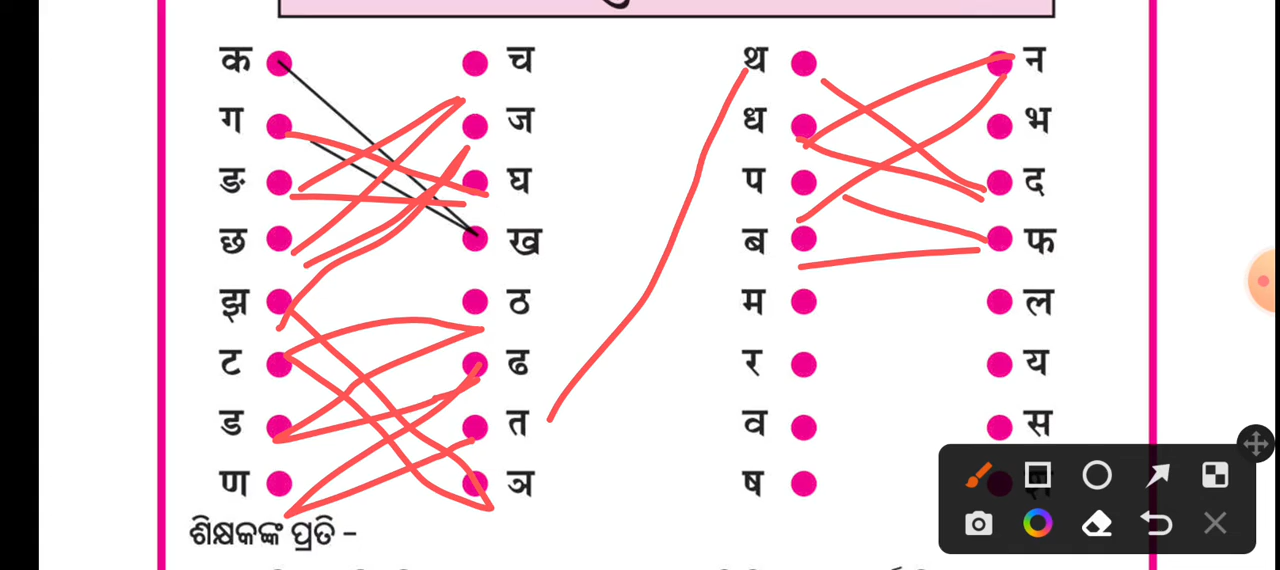 क च थ न
ग ज ध भ
ङ घ प द
छ ख ब फ
झ ठ म ल
ट ढ र य
ड त व स
ण ञ ष
ଶିକ୍ଷକଙ୍କ ପ୍ରତି –